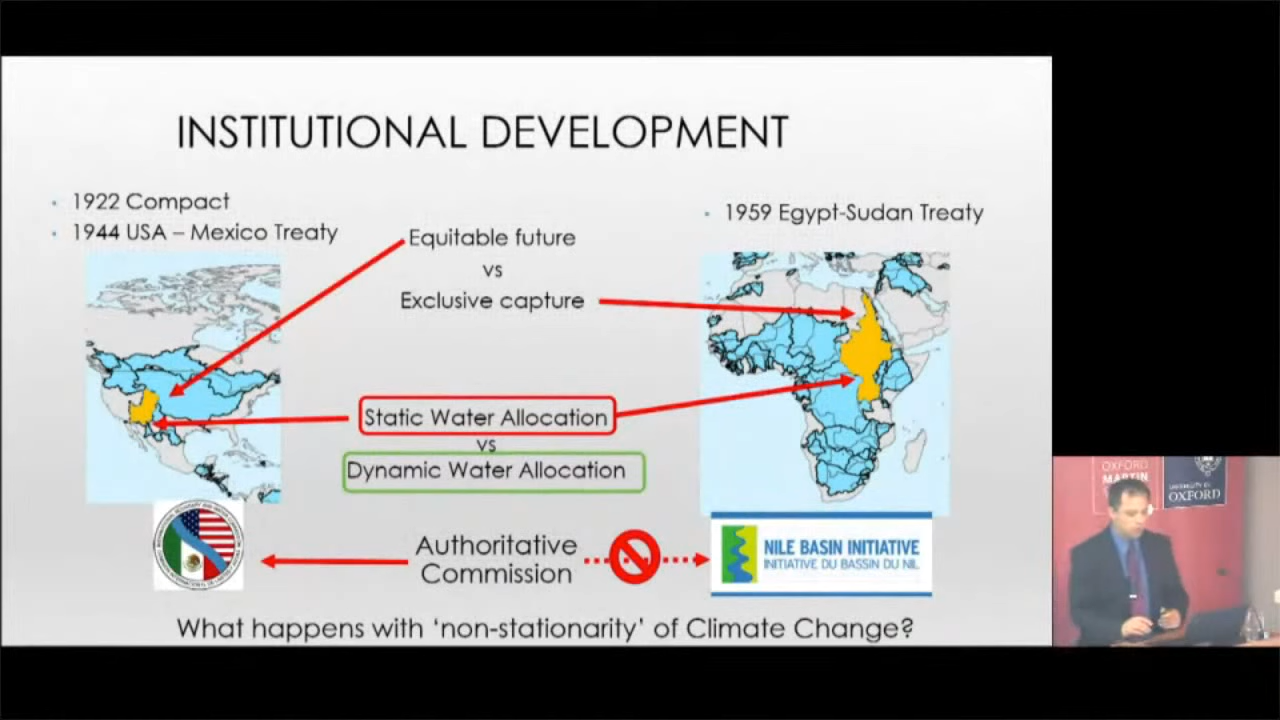 INSTITUTIONAL DEVELOPMENT
1922 Compact
1944 USA – Mexico Treaty
1959 Egypt-Sudan Treaty
Equitable future
vs
Exclusive capture
Static Water Allocation
vs
Dynamic Water Allocation
Authoritative
Commission
NILE BASIN INITIATIVE
INITIATIVE DU BASSIN DU NIL
What happens with ‘non-stationarity’ of Climate Change?
OXFORD
MARTIN
UNIVERSITY OF
OXFORD